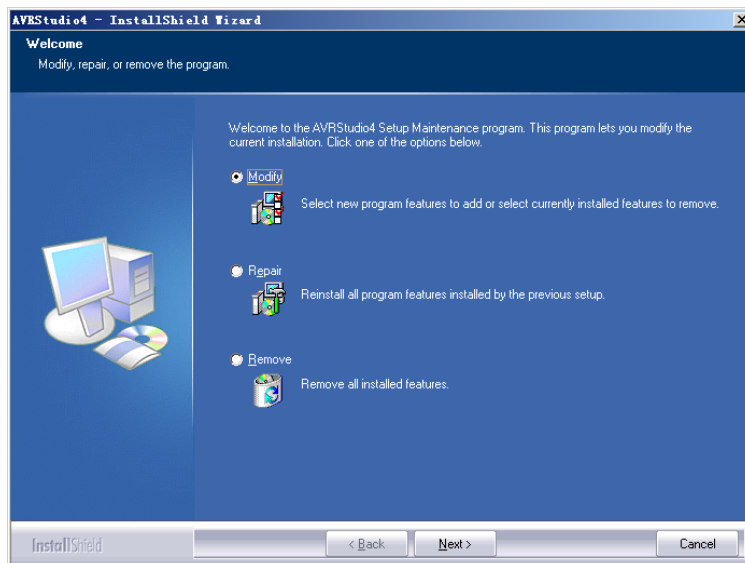 AVRStudio4 - InstallShield Wizard
Welcome
Modify, repair, or remove the program.
Welcome to the AVRStudio4 Setup Maintenance program. This program lets you modify the
current installation. Click one of the options below.
Modify
Select new program features to add or select currently installed features to remove.
Repair
Reinstall all program features installed by the previous setup.
Remove
Remove all installed features.
InstallShield
< Back
Next >
Cancel